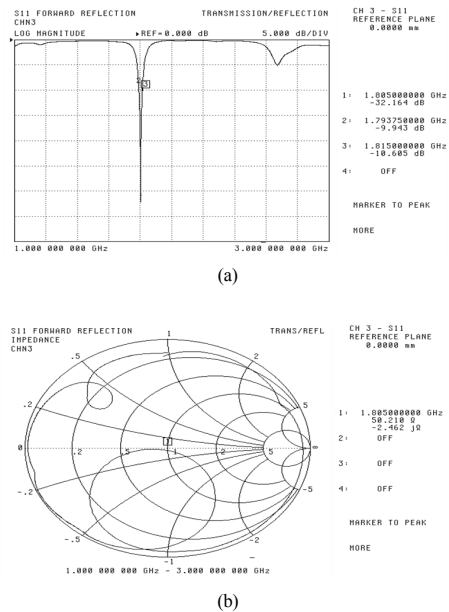 S11 FORWARD REFLECTION TRANSMISSION/REFLECTION
CHN3
LOG MAGNITUDE ▶REF=0.000 dB 5.000 dB/DIV
CH 3 - S11
REFERENCE PLANE
0.0000 mm
2
3
1: 1.805000000 GHz
-32.164 dB
2: 1.793750000 GHz
-9.943 dB
3: 1.815000000 GHz
-10.605 dB
4: OFF
MARKER TO PEAK
MORE
1.000 000 000 GHz 3.000 000 000 GHz
(a)
S11 FORWARD REFLECTION TRANS/REFL
IMPEDANCE
CHN3
CH 3 - S11
REFERENCE PLANE
0.0000 mm
1
.5 2
.2 5
1
0 .2 .5 1 2 5 ∞
-.2 -5
-.5 -2
-1
1: 1.805000000 GHz
50.210 Ω
-2.462 jΩ
2: OFF
3: OFF
4: OFF
MARKER TO PEAK
MORE
1.000 000 000 GHz - 3.000 000 000 GHz
(b)